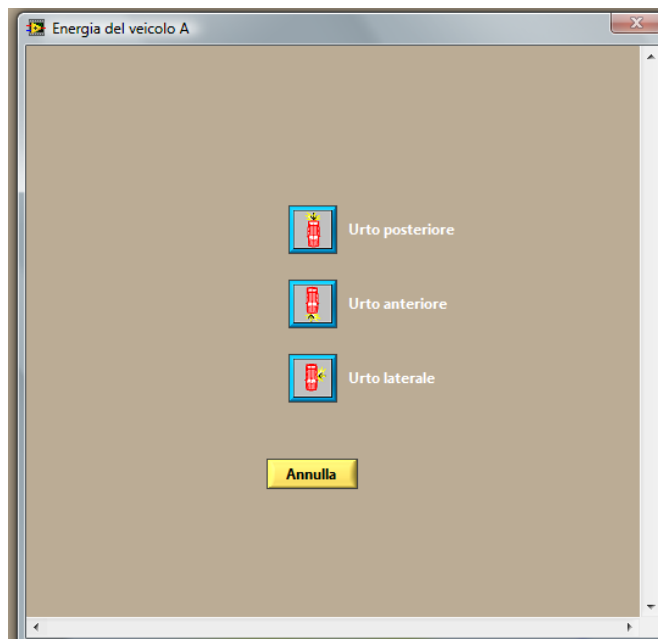 Energia del veicolo A
Urto posteriore
Urto anteriore
Urto laterale
Annulla